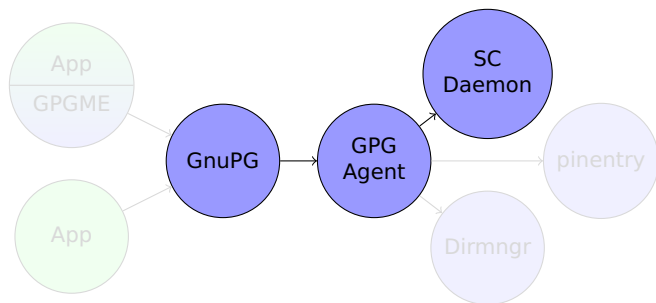 App
GPGME
App
GnuPG
GPG
Agent
SC
Daemon
pinentry
Dirmngr